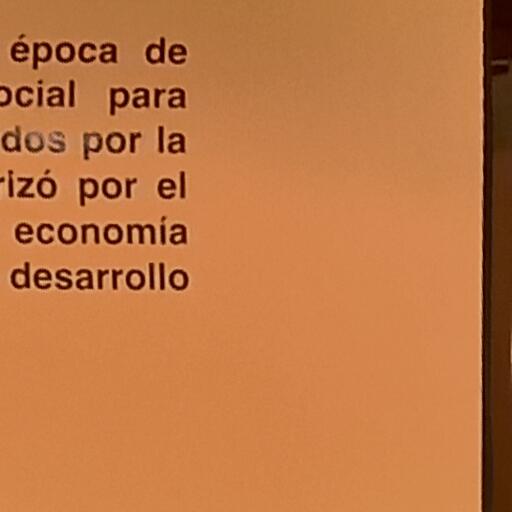 época de
ocial para
dos por la
rizó por el
economía
desarrollo